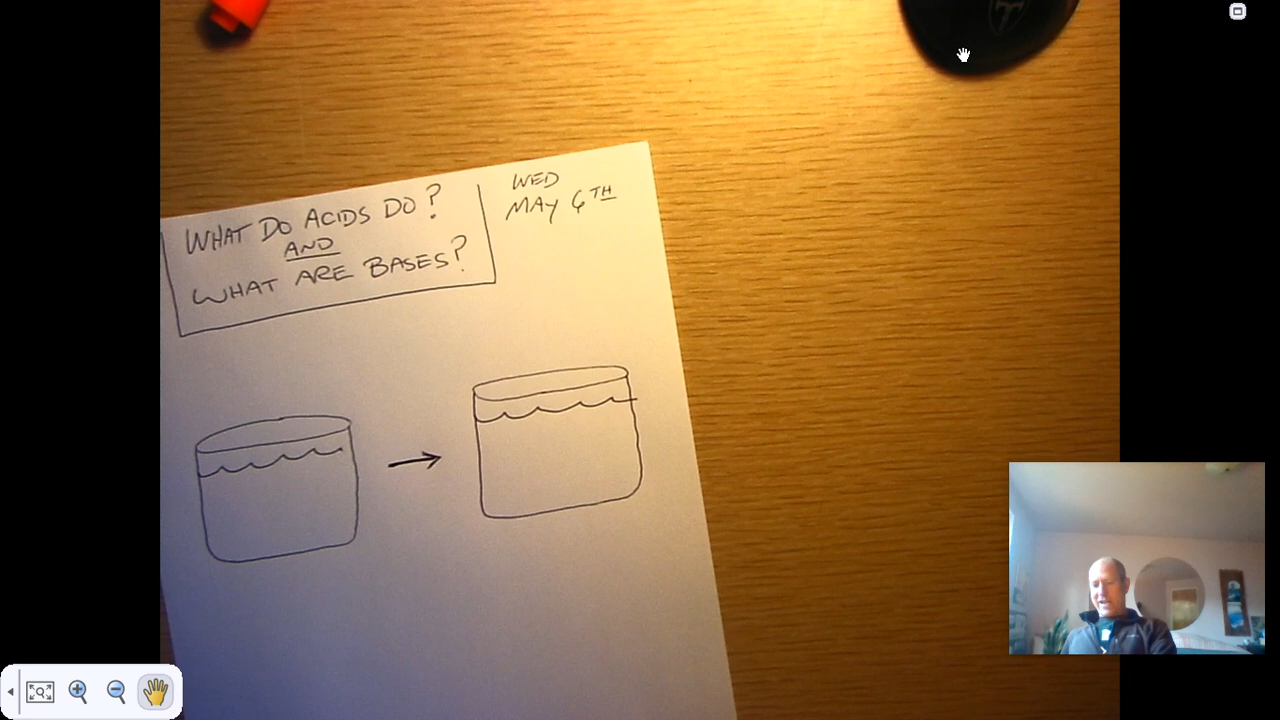 WHAT DO ACIDS DO?
AND
WHAT ARE BASES?
WED
MAY 6TH